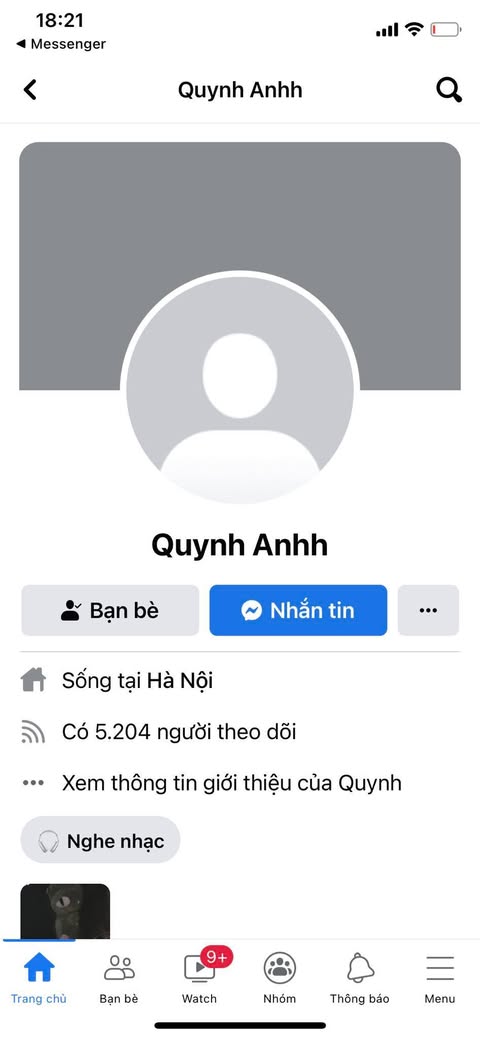 18:21
Messenger
Quynh Anhh
Quynh Anhh
Bạn bè
Nhắn tin
Sống tại Hà Nội
Có 5.204 người theo dõi
Xem thông tin giới thiệu của Quynh
Nghe nhạc
9+
Trang chủ
Bạn bè
Watch
Nhóm
Thông báo
Menu